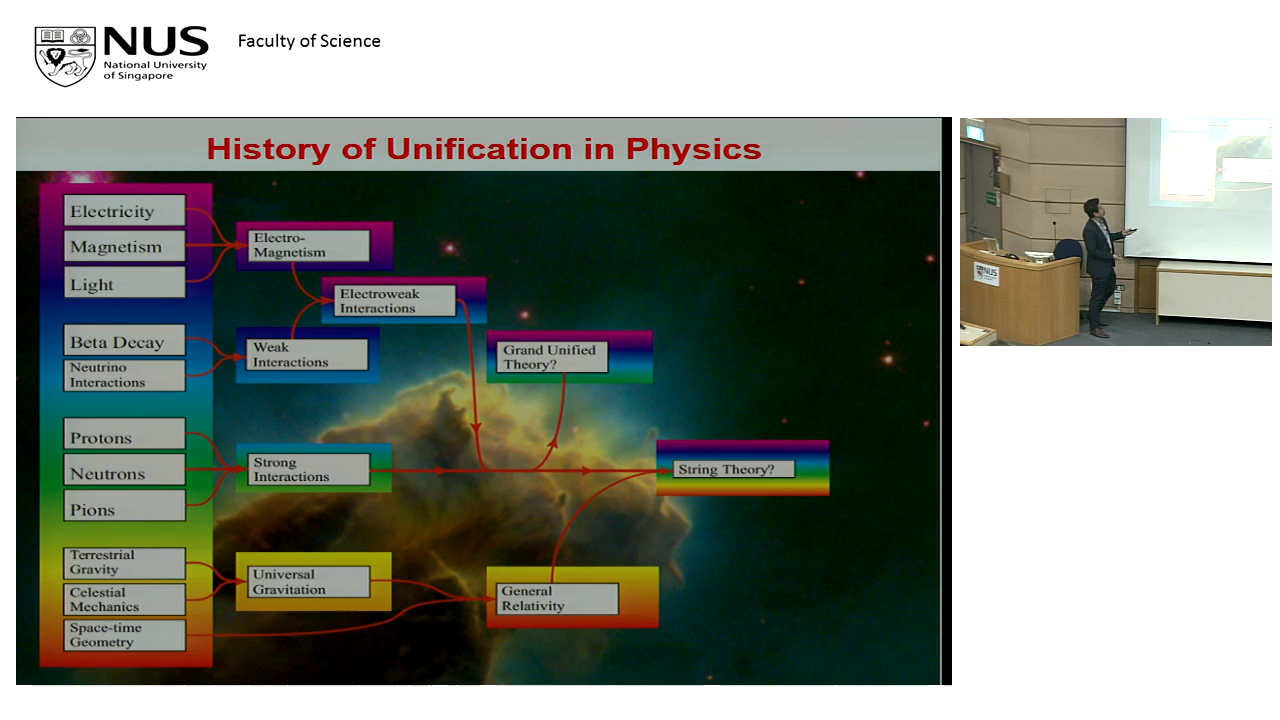 NUS
National University
of Singapore
Faculty of Science
History of Unification in Physics
Electricity
Magnetism
Light
Electro-
Magnetism
Electroweak
Interactions
Beta Decay
Neutrino
Interactions
Weak
Interactions
Grand Unified
Theory?
Protons
Neutrons
Pions
Strong
Interactions
String Theory?
Terrestrial
Gravity
Celestial
Mechanics
Space-time
Geometry
Universal
Gravitation
General
Relativity
NUS